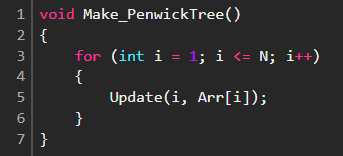 1 void Make_PenwickTree()
2 {
3     for (int i = 1; i <= N; i++)
4     {
5         Update(i, Arr[i]);
6     }
7 }